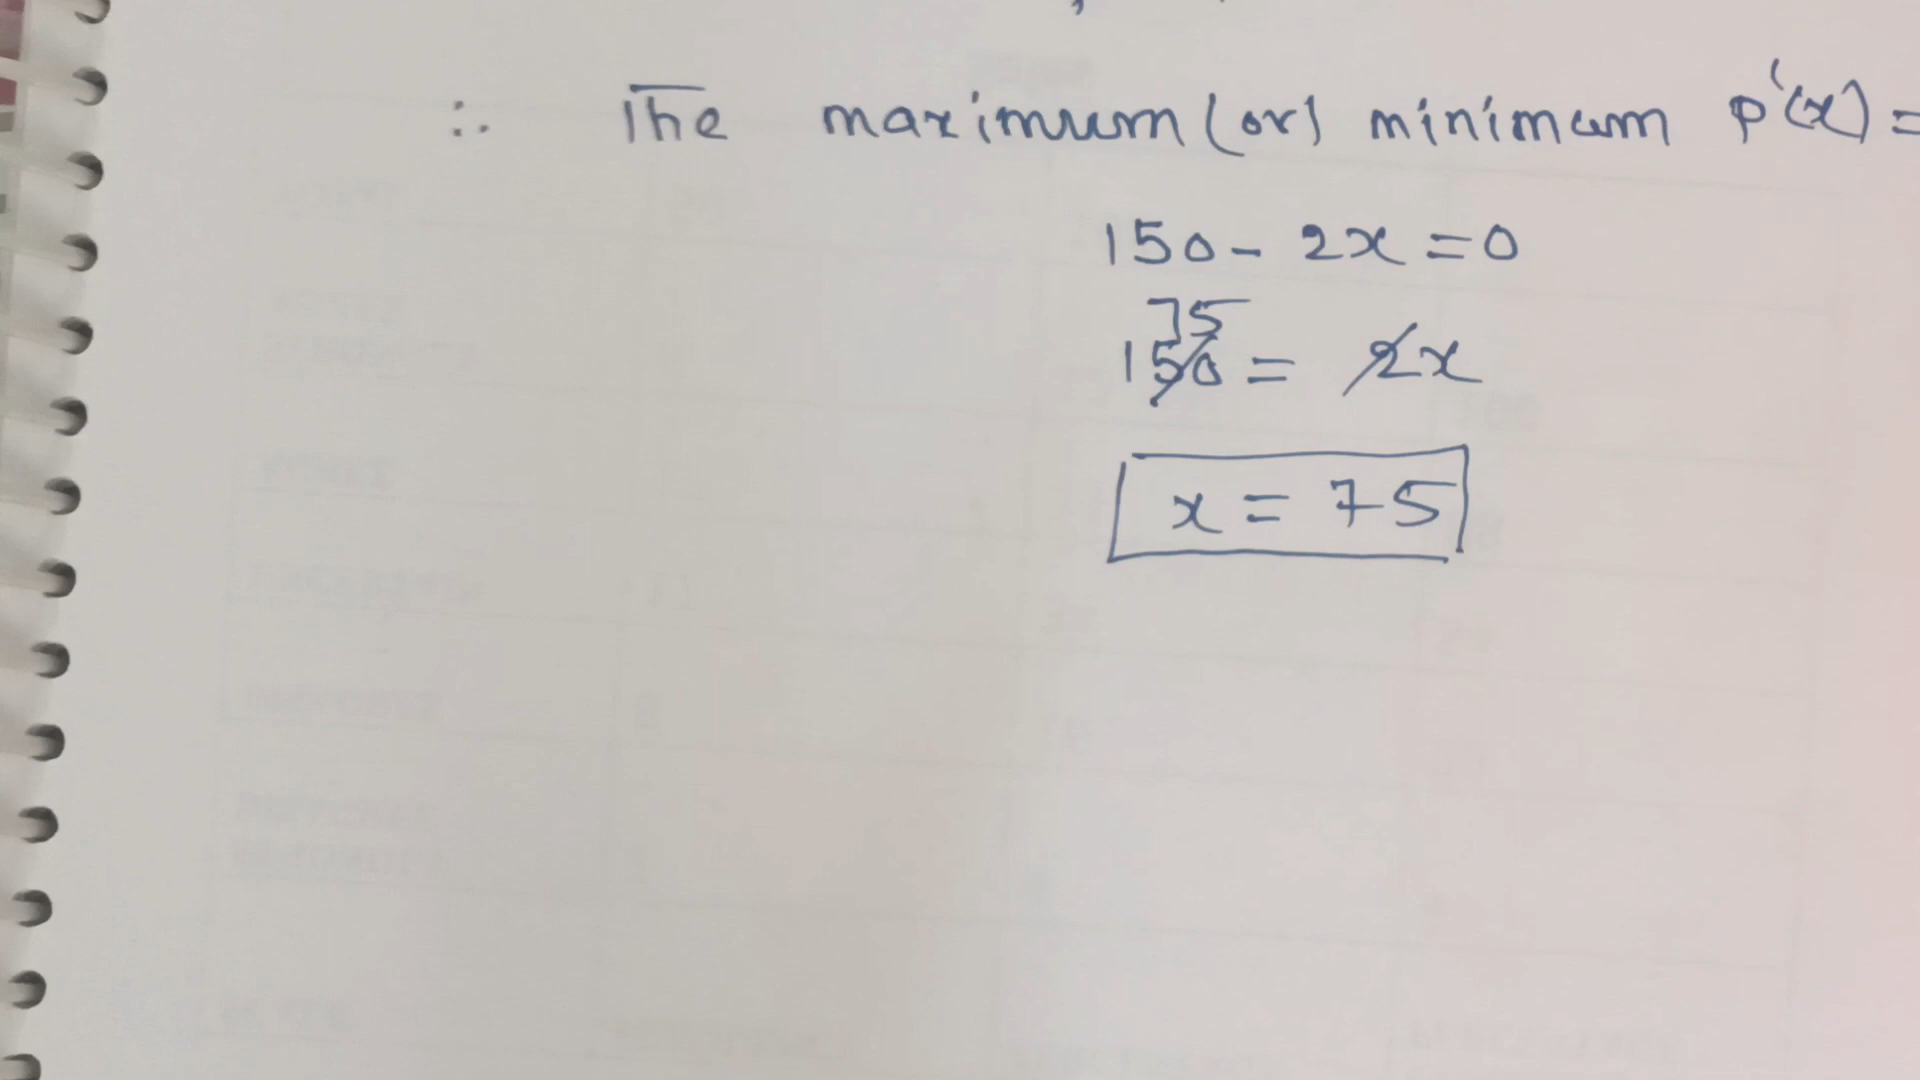 ∴ The maximum (or) minimum p'(x) =
150 - 2x = 0
75
150 = 2x
x = 75